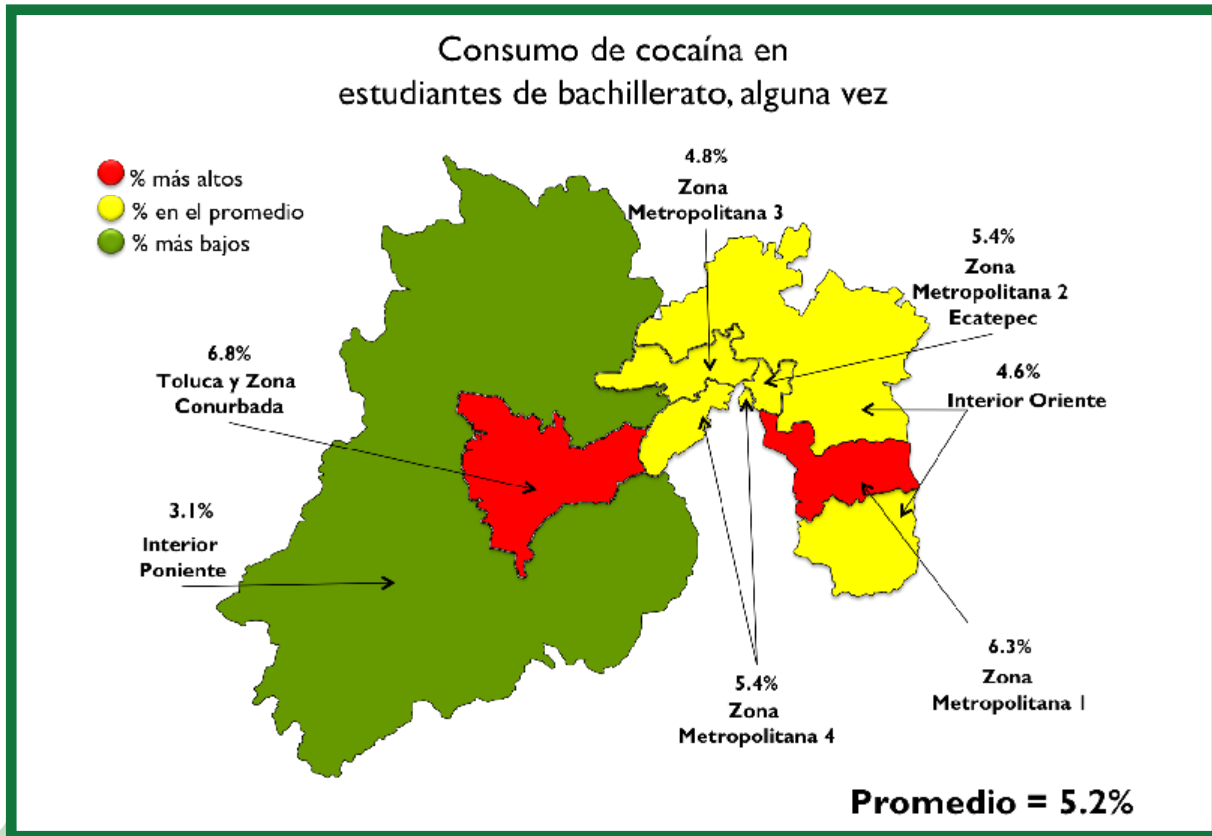 Consumo de cocaína en
estudiantes de bachillerato, alguna vez
% más altos
% en el promedio
% más bajos
4.8%
Zona
Metropolitana 3
5.4%
Zona
Metropolitana 2
Ecatepec
6.8%
Toluca y Zona
Conurbada
4.6%
Interior Oriente
3.1%
Interior
Poniente
5.4%
Zona
Metropolitana 4
6.3%
Zona
Metropolitana 1
Promedio = 5.2%